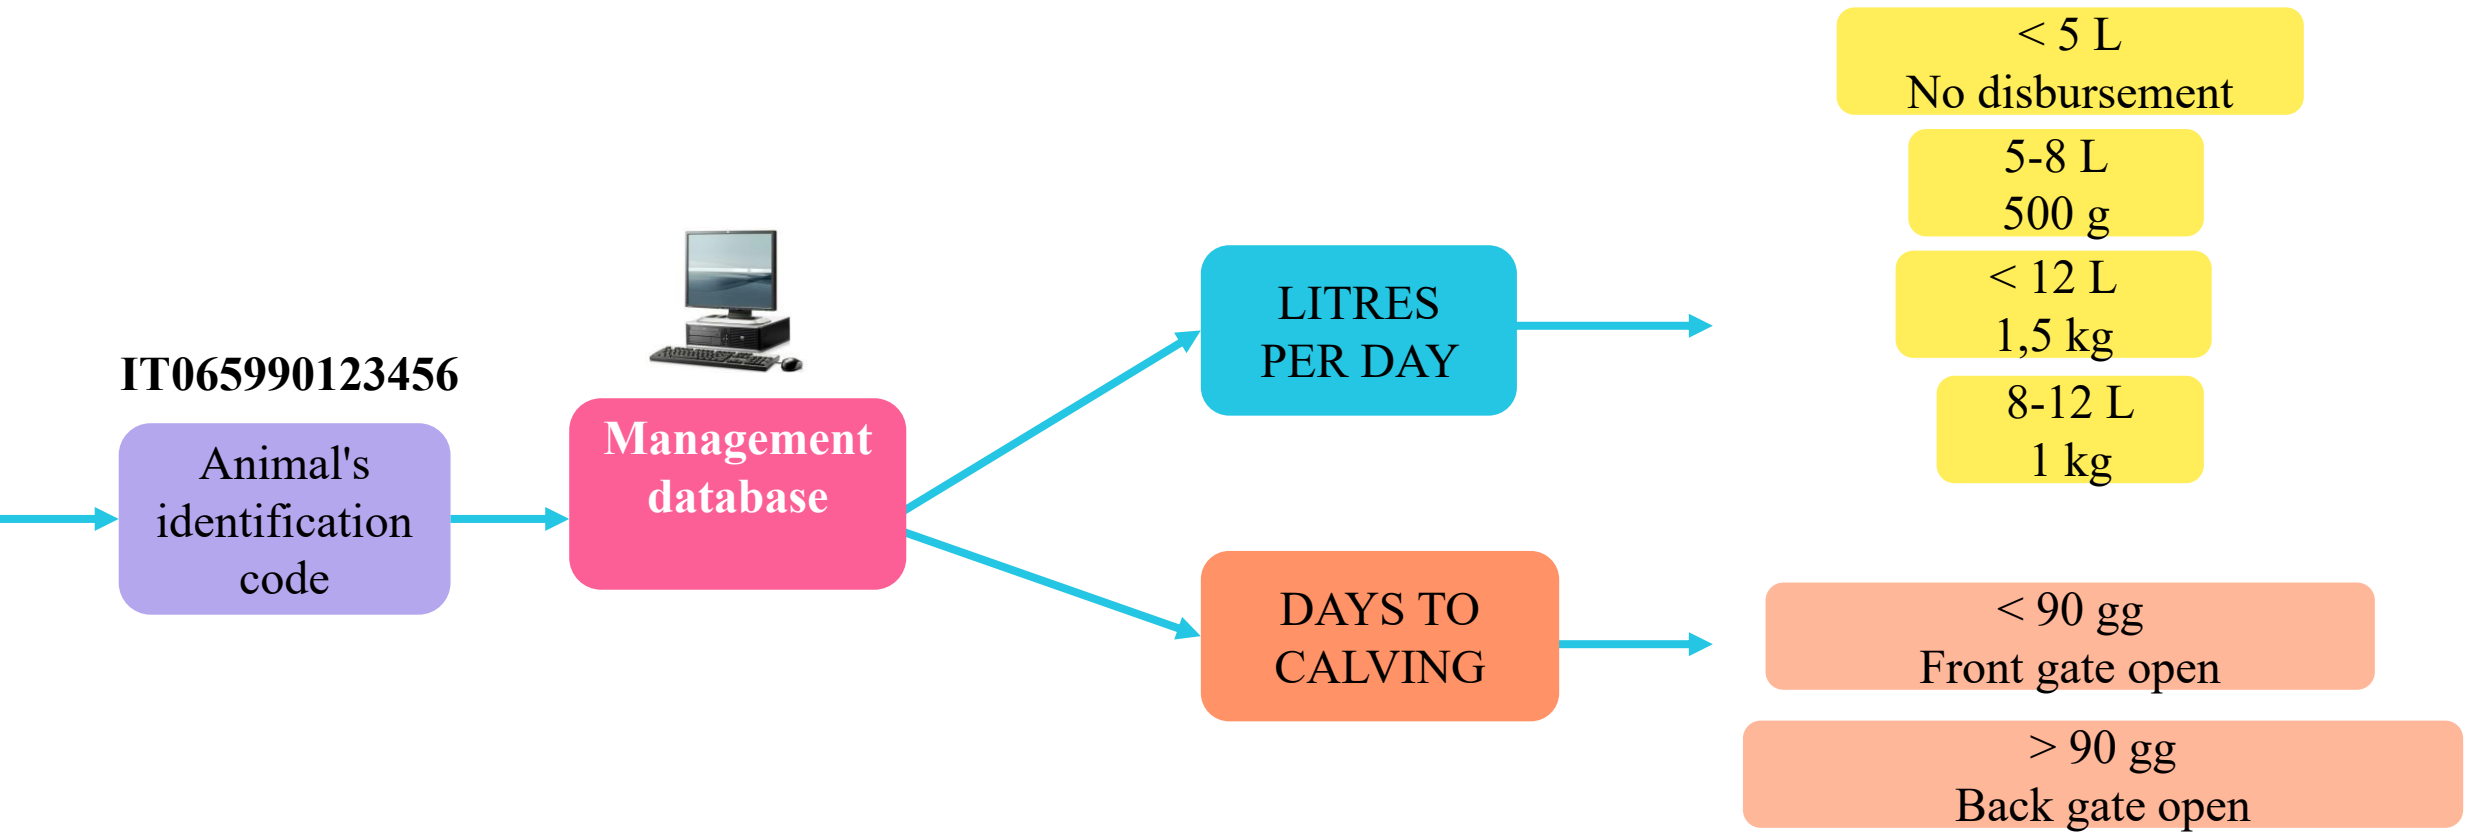 IT065990123456
Animal's
identification
code
Management
database
LITRES
PER DAY
DAYS TO
CALVING
< 5 L
No disbursement
5-8 L
500 g
< 12 L
1,5 kg
8-12 L
1 kg
< 90 gg
Front gate open
> 90 gg
Back gate open